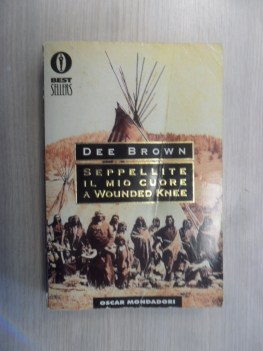 BEST
SELLERS
DEE BROWN
SEPPELLITE
IL MIO CUORE
A WOUNDED KNEE
OSCAR MONDADORI